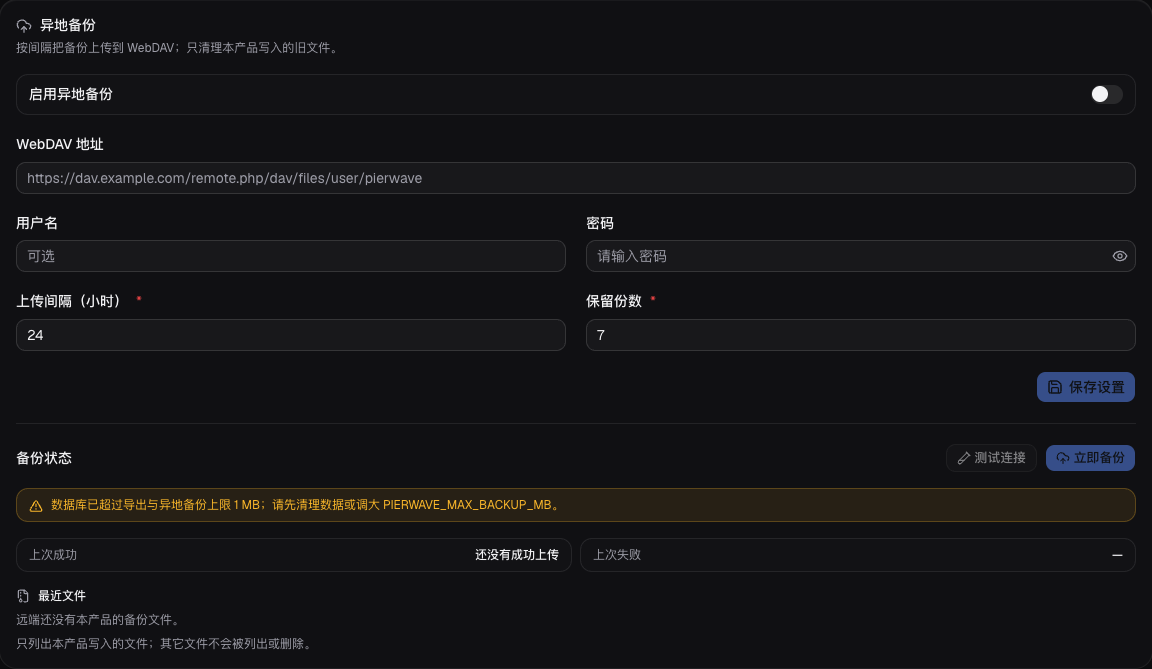 异地备份
按间隔把备份上传到 WebDAV；只清理本产品写入的旧文件。
启用异地备份
WebDAV 地址
https://dav.example.com/remote.php/dav/files/user/pierwave
用户名
密码
可选
请输入密码
上传间隔（小时） *
保留份数 *
24
7
保存设置
备份状态
测试连接
立即备份
数据库已超过导出与异地备份上限 1 MB；请先清理数据或调大 PIERWAVE_MAX_BACKUP_MB。
上次成功
还没有成功上传
上次失败
—
最近文件
远端还没有本产品的备份文件。
只列出本产品写入的文件；其它文件不会被列出或删除。